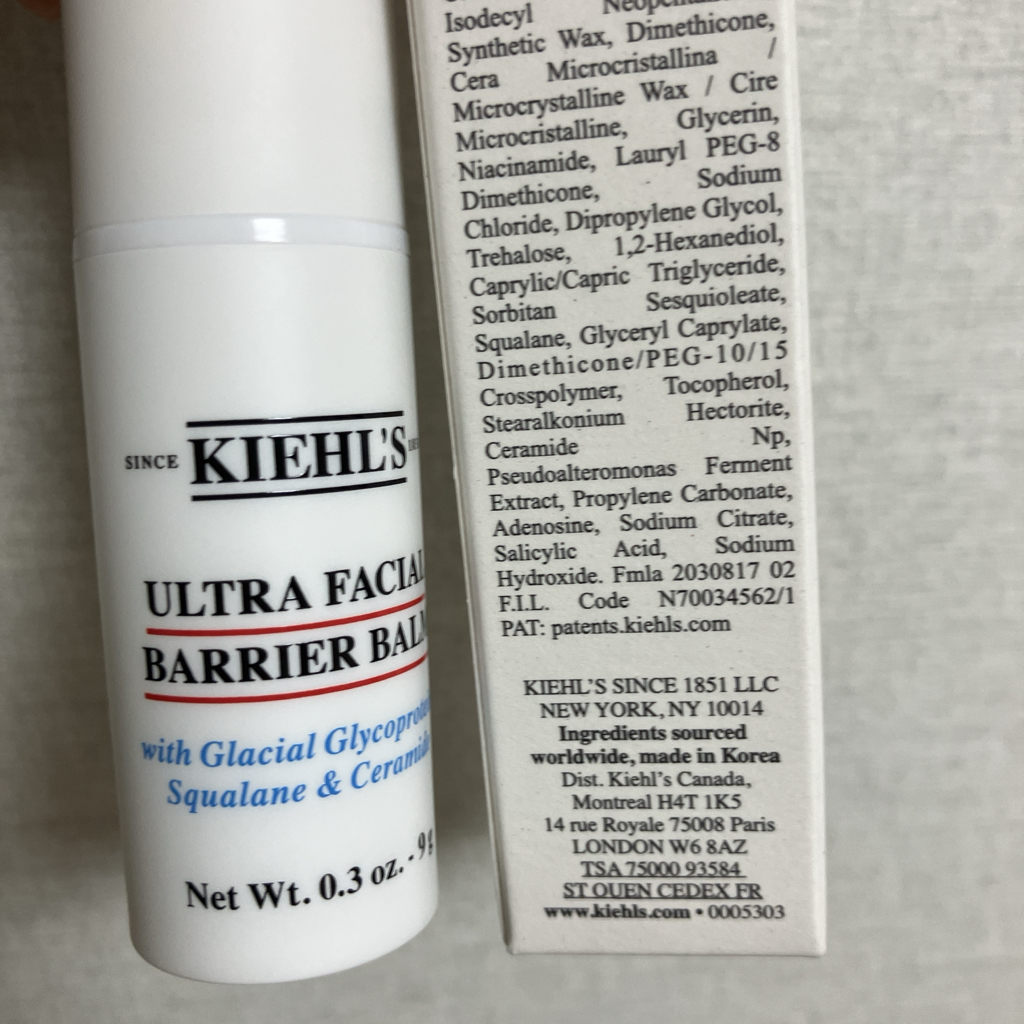 SINCE KIEHL'S
ULTRA FACIAL
BARRIER BALM
with Glacial Glycoprotein
Squalane & Ceramide
Net Wt. 0.3 oz. - 9g
Isodecyl
Synthetic Wax, Dimethicone,
Cera Microcristallina /
Microcrystalline Wax / Cire
Microcristalline, Glycerin,
Niacinamide, Lauryl PEG-8
Dimethicone, Sodium
Chloride, Dipropylene Glycol,
Trehalose, 1,2-Hexanediol,
Caprylic/Capric Triglyceride,
Sorbitan Sesquioleate,
Squalane, Glyceryl Caprylate,
Dimethicone/PEG-10/15
Crosspolymer, Tocopherol,
Stearalkonium Hectorite,
Ceramide Np,
Pseudoalteromonas Ferment
Extract, Propylene Carbonate,
Adenosine, Sodium Citrate,
Salicylic Acid, Sodium
Hydroxide. Fmla 2030817 02
F.I.L. Code N70034562/1
PAT: patents.kiehls.com
KIEHL'S SINCE 1851 LLC
NEW YORK, NY 10014
Ingredients sourced
worldwide, made in Korea
Dist. Kiehl's Canada,
Montreal H4T 1K5
14 rue Royale 75008 Paris
LONDON W6 8AZ
TSA 75000 93584
ST OUEN CEDEX FR
www.kiehls.com • 0005303